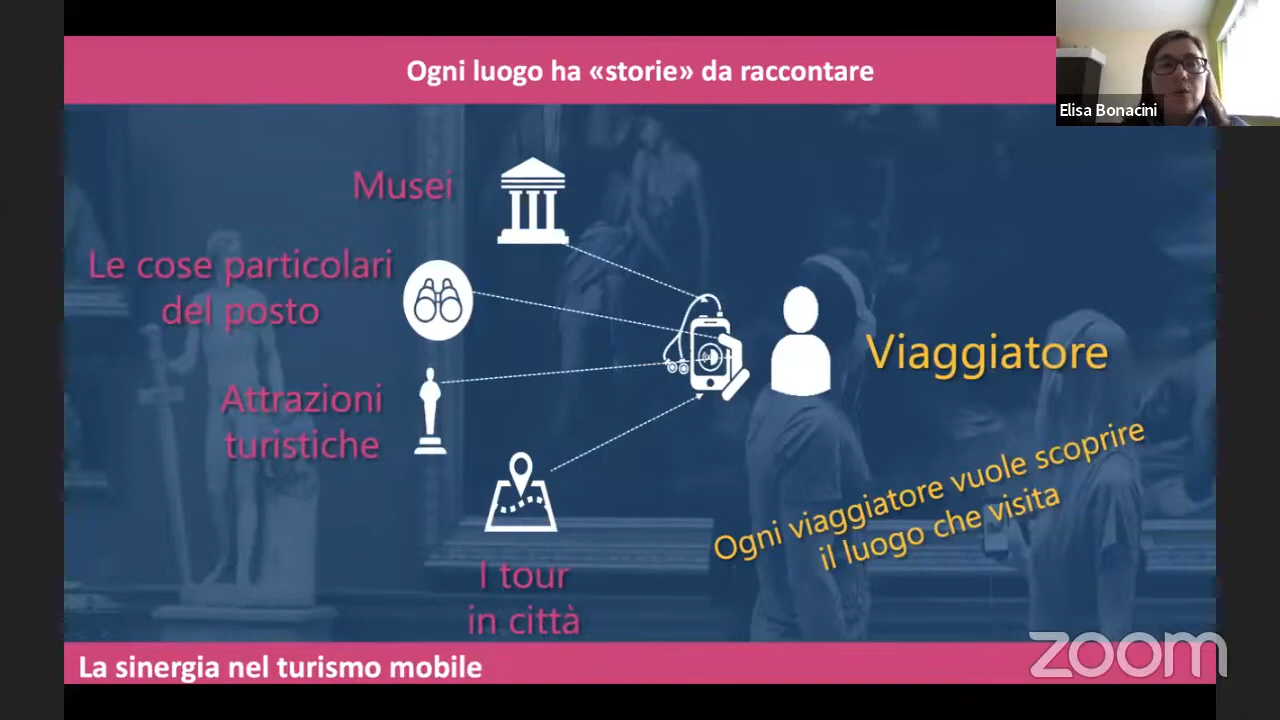 Ogni luogo ha «storie» da raccontare
Elisa Bonacini
Musei
Le cose particolari
del posto
Viaggiatore
Attrazioni
turistiche
Ogni viaggiatore vuole scoprire
il luogo che visita
I tour
in città
La sinergia nel turismo mobile
zoom